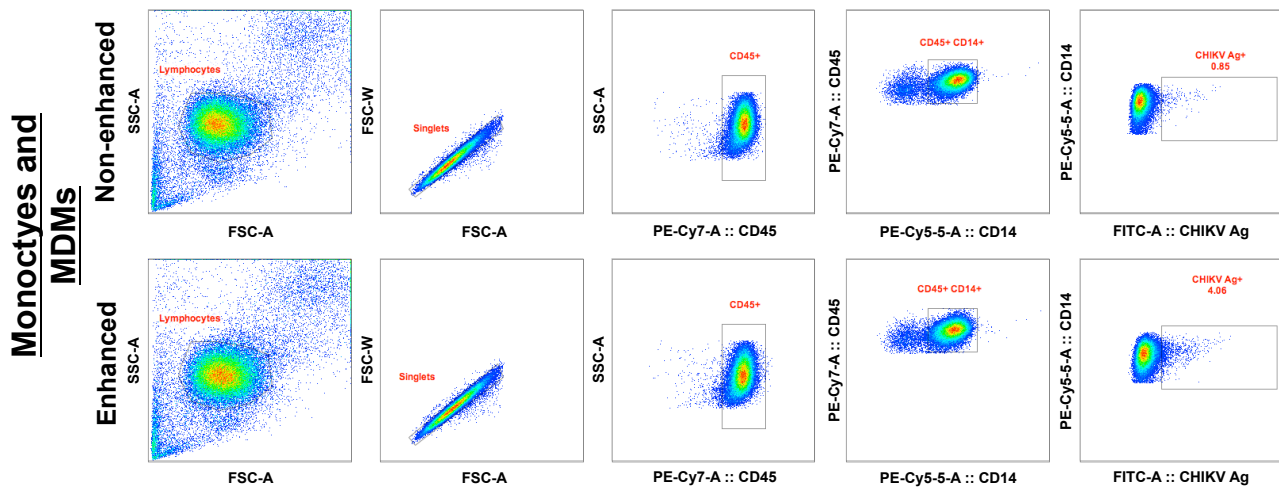 Monoctyes and
MDMs
Non-enhanced
SSC-A
Lymphocytes
FSC-A
FSC-W
Singlets
FSC-A
SSC-A
CD45+
PE-Cy7-A :: CD45
PE-Cy7-A :: CD45
CD45+ CD14+
PE-Cy5-5-A :: CD14
PE-Cy5-5-A :: CD14
CHIKV Ag+
0.85
FITC-A :: CHIKV Ag
Enhanced
SSC-A
Lymphocytes
FSC-A
FSC-W
Singlets
FSC-A
SSC-A
CD45+
PE-Cy7-A :: CD45
PE-Cy7-A :: CD45
CD45+ CD14+
PE-Cy5-5-A :: CD14
PE-Cy5-5-A :: CD14
CHIKV Ag+
4.06
FITC-A :: CHIKV Ag